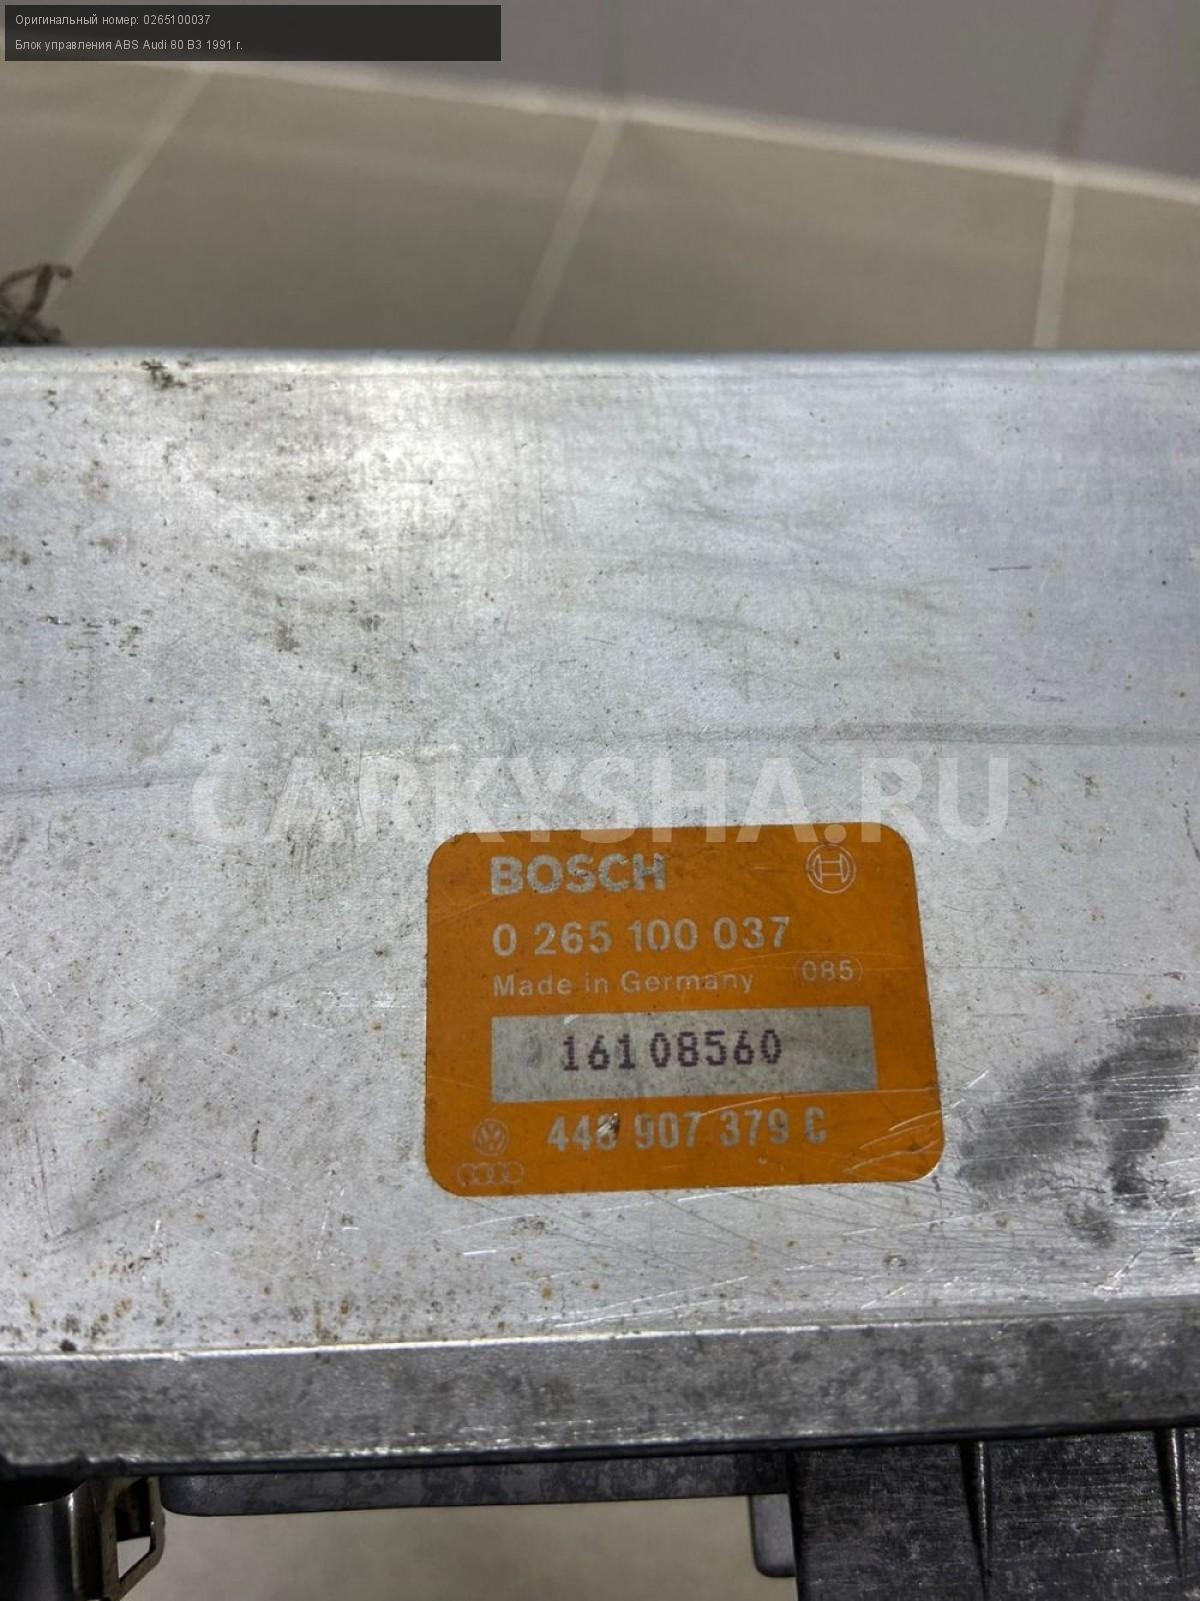 Оригинальный номер: 0265100037
Блок управления ABS Audi 80 B3 1991 г.
CARKYSHA.RU
BOSCH
0 265 100 037
Made in Germany (085)
16108560
448 907 379 C